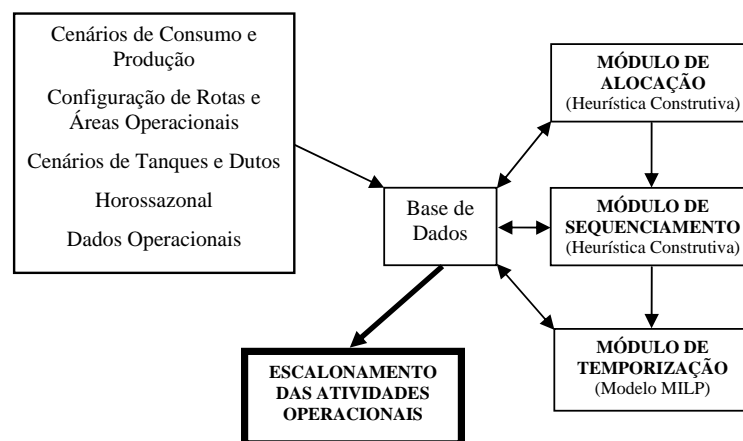 Cenários de Consumo e
Produção
Configuração de Rotas e
Áreas Operacionais
Cenários de Tanques e Dutos
Horossazonal
Dados Operacionais
MÓDULO DE
ALOCAÇÃO
(Heurística Construtiva)
Base de
Dados
MÓDULO DE
SEQUENCIAMENTO
(Heurística Construtiva)
MÓDULO DE
TEMPORIZAÇÃO
(Modelo MILP)
ESCALONAMENTO
DAS ATIVIDADES
OPERACIONAIS